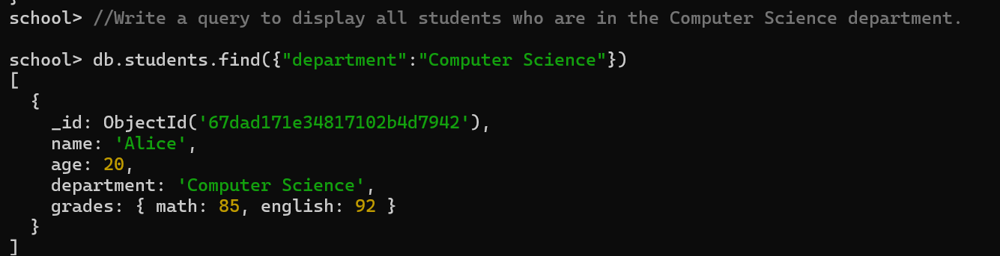 }
school> //Write a query to display all students who are in the Computer Science department.
school> db.students.find({"department":"Computer Science"})
[
  {
    _id: ObjectId('67dad171e34817102b4d7942'),
    name: 'Alice',
    age: 20,
    department: 'Computer Science',
    grades: { math: 85, english: 92 }
  }
]